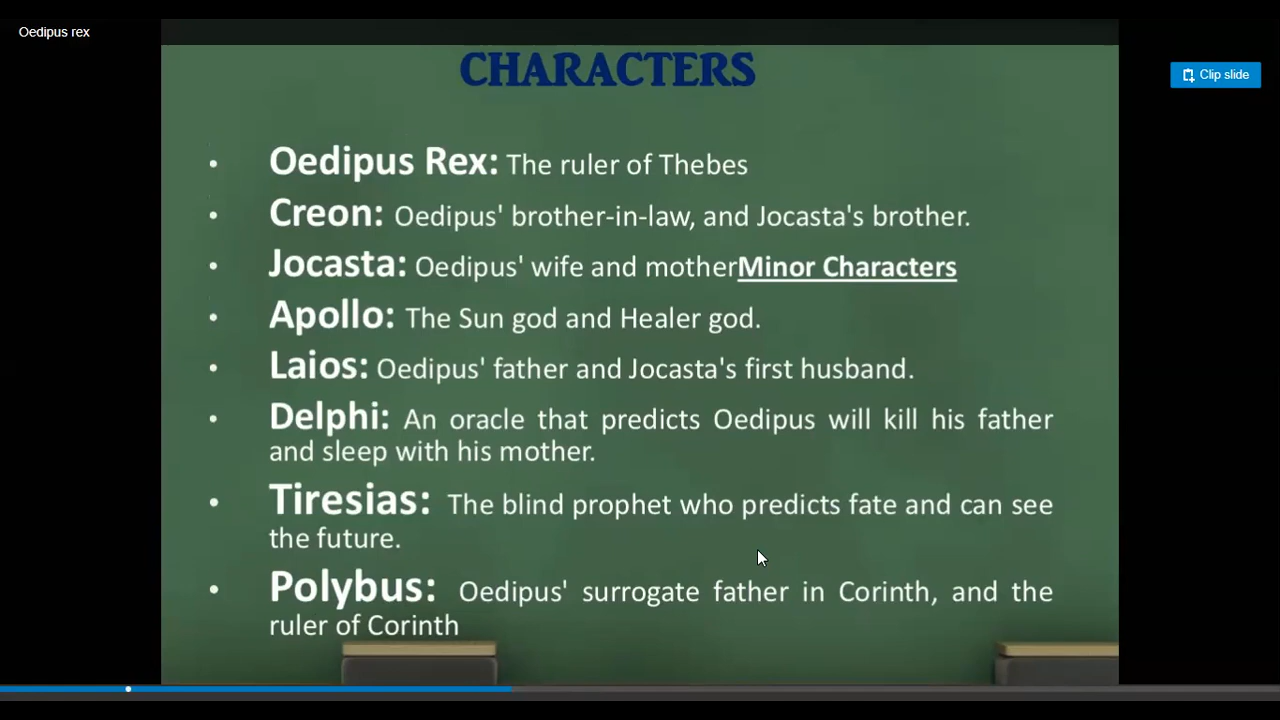 Oedipus rex
Clip slide
CHARACTERS
• Oedipus Rex: The ruler of Thebes
• Creon: Oedipus' brother-in-law, and Jocasta's brother.
• Jocasta: Oedipus' wife and motherMinor Characters
• Apollo: The Sun god and Healer god.
• Laios: Oedipus' father and Jocasta's first husband.
• Delphi: An oracle that predicts Oedipus will kill his father
and sleep with his mother.
• Tiresias: The blind prophet who predicts fate and can see
the future.
• Polybus: Oedipus' surrogate father in Corinth, and the
ruler of Corinth